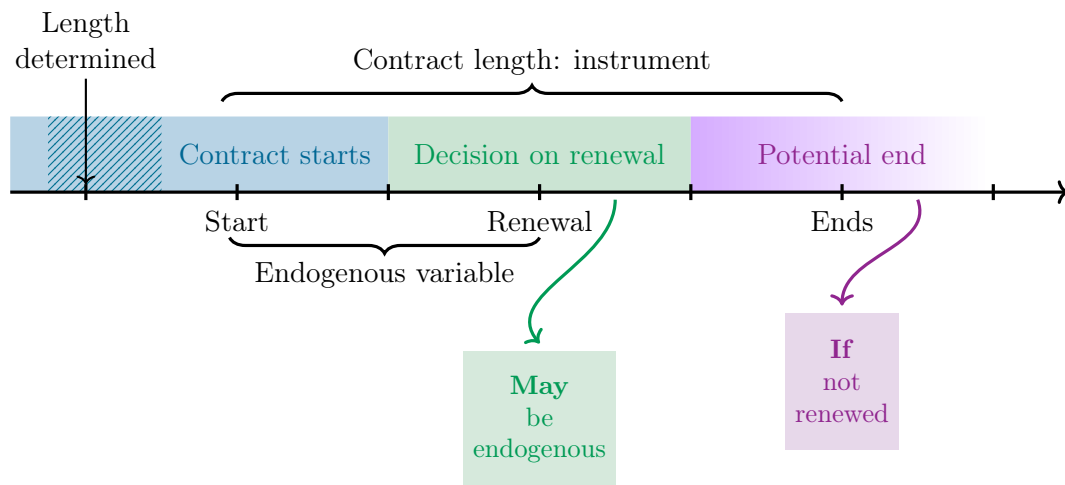 Length
determined
Contract length: instrument
Contract starts
Decision on renewal
Potential end
Start
Renewal
Ends
Endogenous variable
May
be
endogenous
If
not
renewed